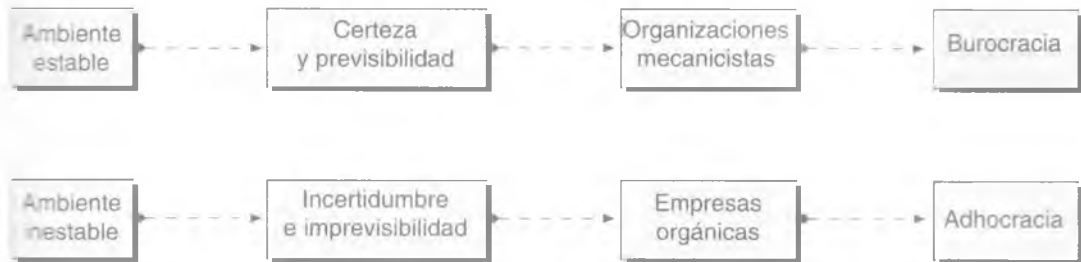 Ambiente
estable
Certeza
y previsibilidad
Organizaciones
mecanicistas
Burocracia
Ambiente
inestable
Incertidumbre
e imprevisibilidad
Empresas
orgánicas
Adhocracia